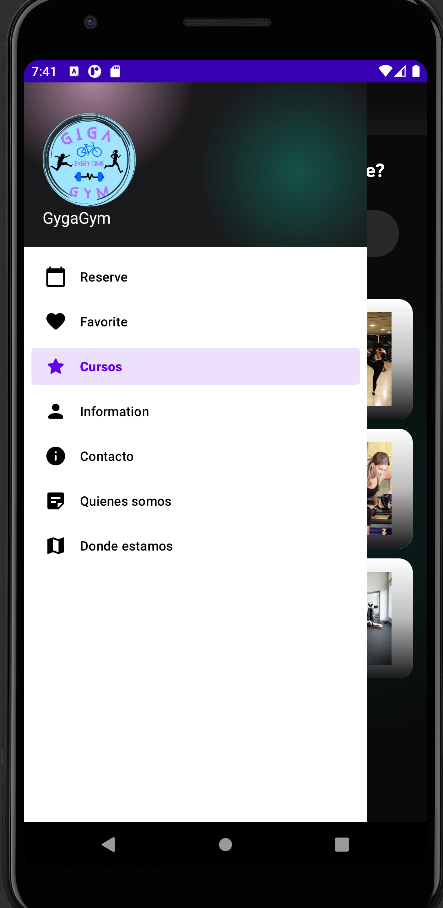 7:41
GIGA
EVERY TIME
GYM
GygaGym
e?
Reserve
Favorite
Cursos
Information
Contacto
Quienes somos
Donde estamos